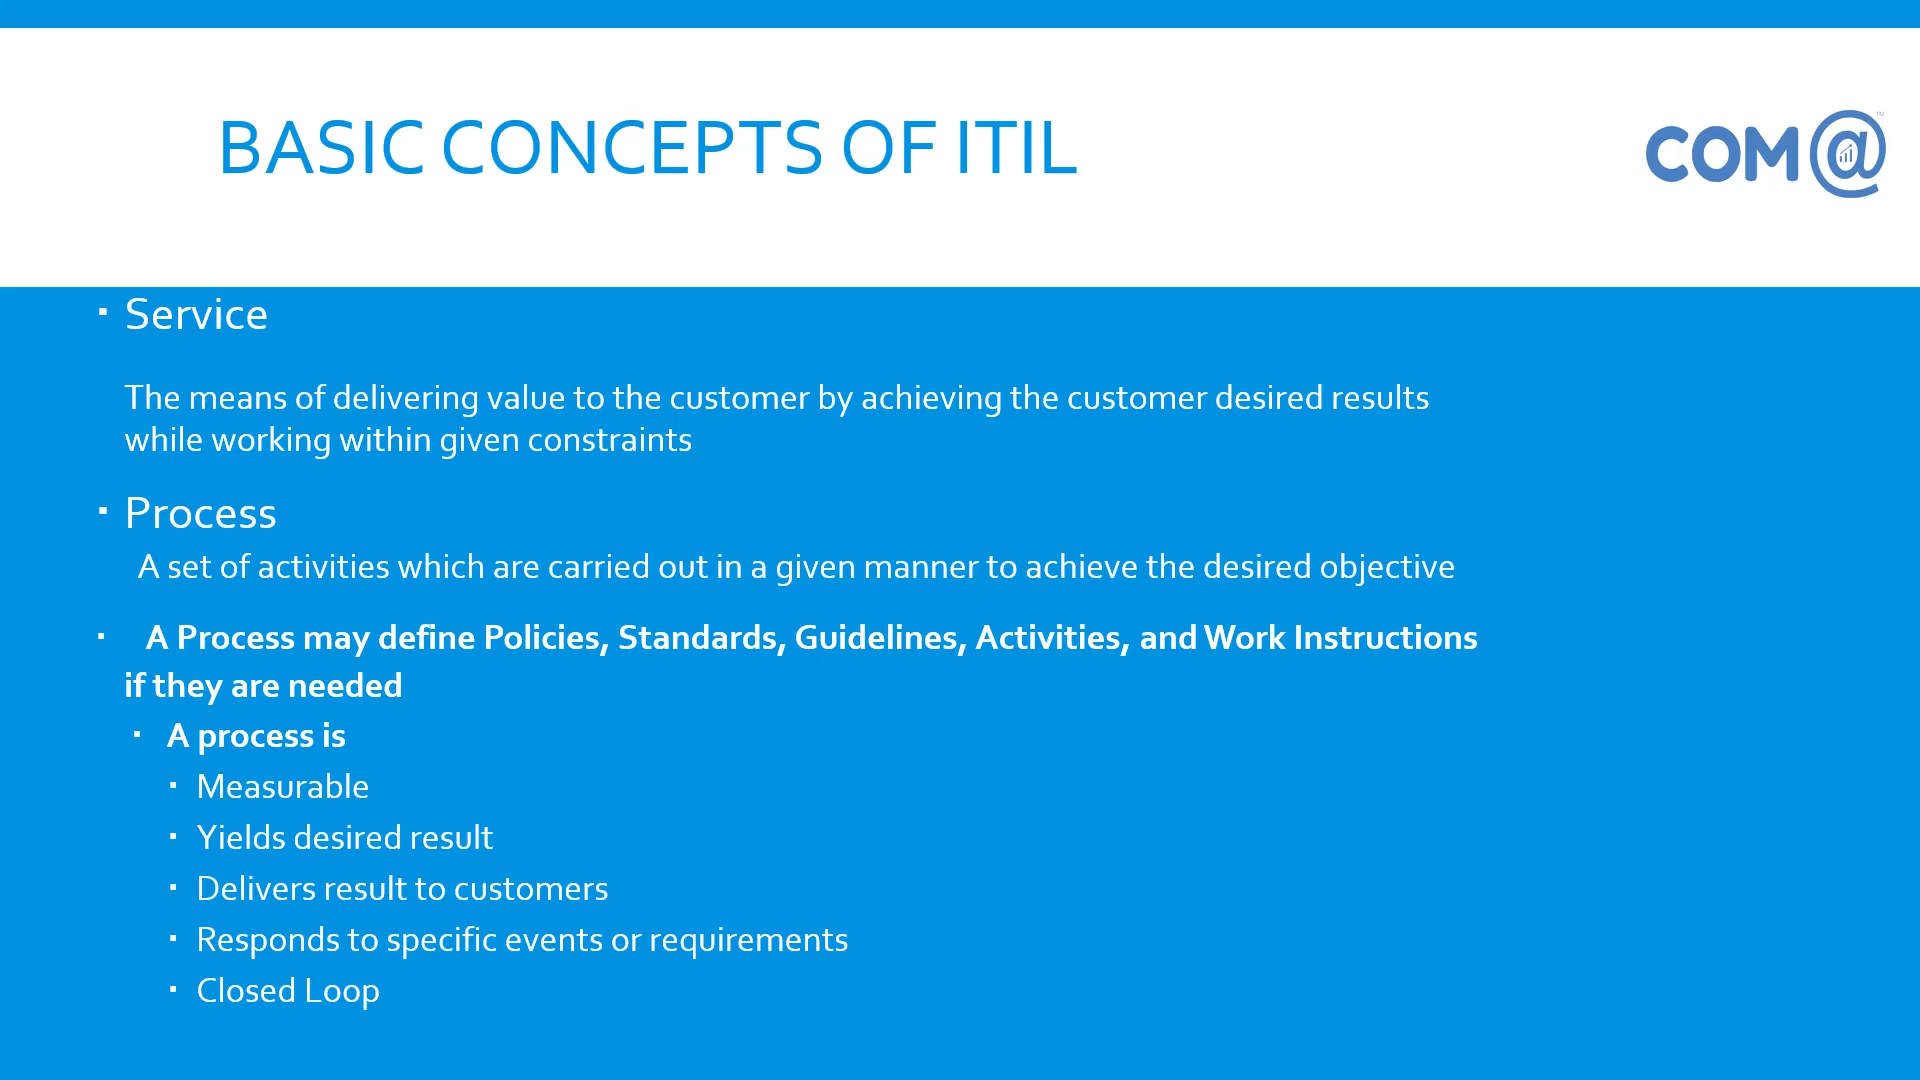 BASIC CONCEPTS OF ITIL
COM@™
▪ Service
The means of delivering value to the customer by achieving the customer desired results
while working within given constraints
▪ Process
A set of activities which are carried out in a given manner to achieve the desired objective
▪ A Process may define Policies, Standards, Guidelines, Activities, and Work Instructions
if they are needed
▪ A process is
▪ Measurable
▪ Yields desired result
▪ Delivers result to customers
▪ Responds to specific events or requirements
▪ Closed Loop